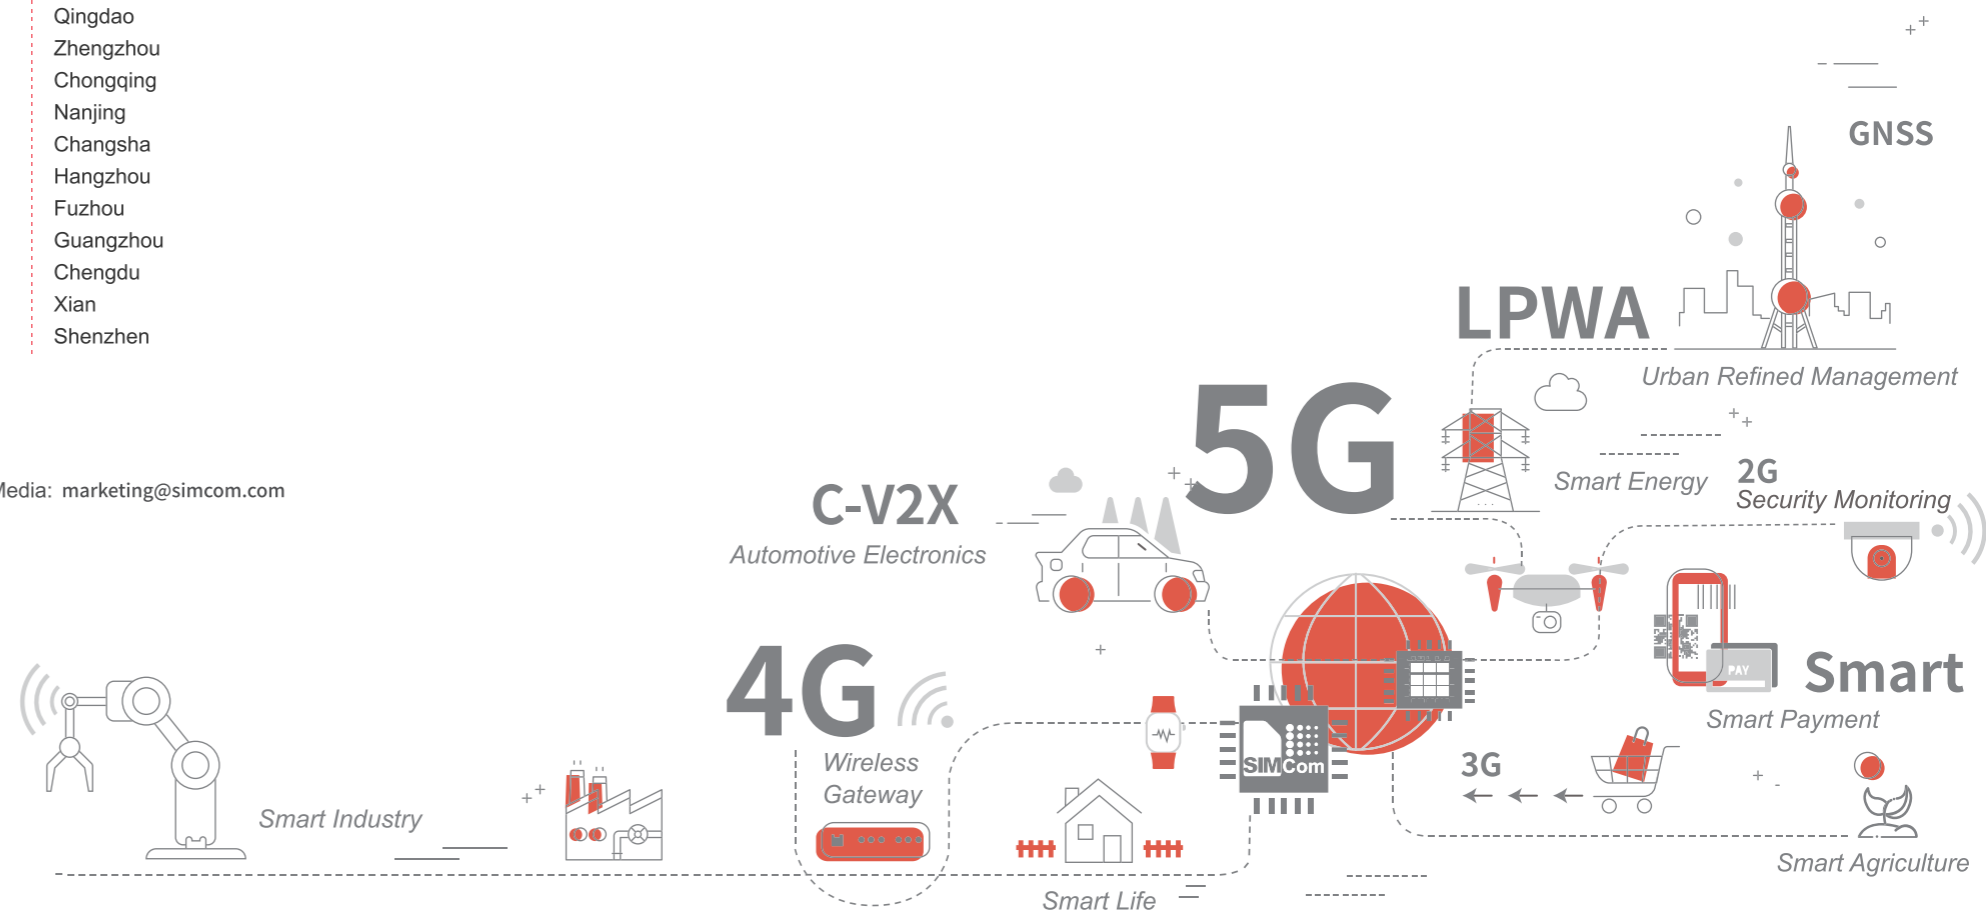 Qingdao
Zhengzhou
Chongqing
Nanjing
Changsha
Hangzhou
Fuzhou
Guangzhou
Chengdu
Xian
Shenzhen
Media: marketing@simcom.com
GNSS
LPWA
Urban Refined Management
5G
Smart Energy
2G
Security Monitoring
C-V2X
Automotive Electronics
4G
Wireless
Gateway
PAY
Smart
Smart Payment
SIMCom
3G
Smart Industry
Smart Life
Smart Agriculture